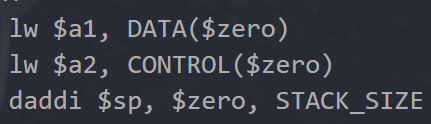 lw $a1, DATA($zero)
lw $a2, CONTROL($zero)
daddi $sp, $zero, STACK_SIZE